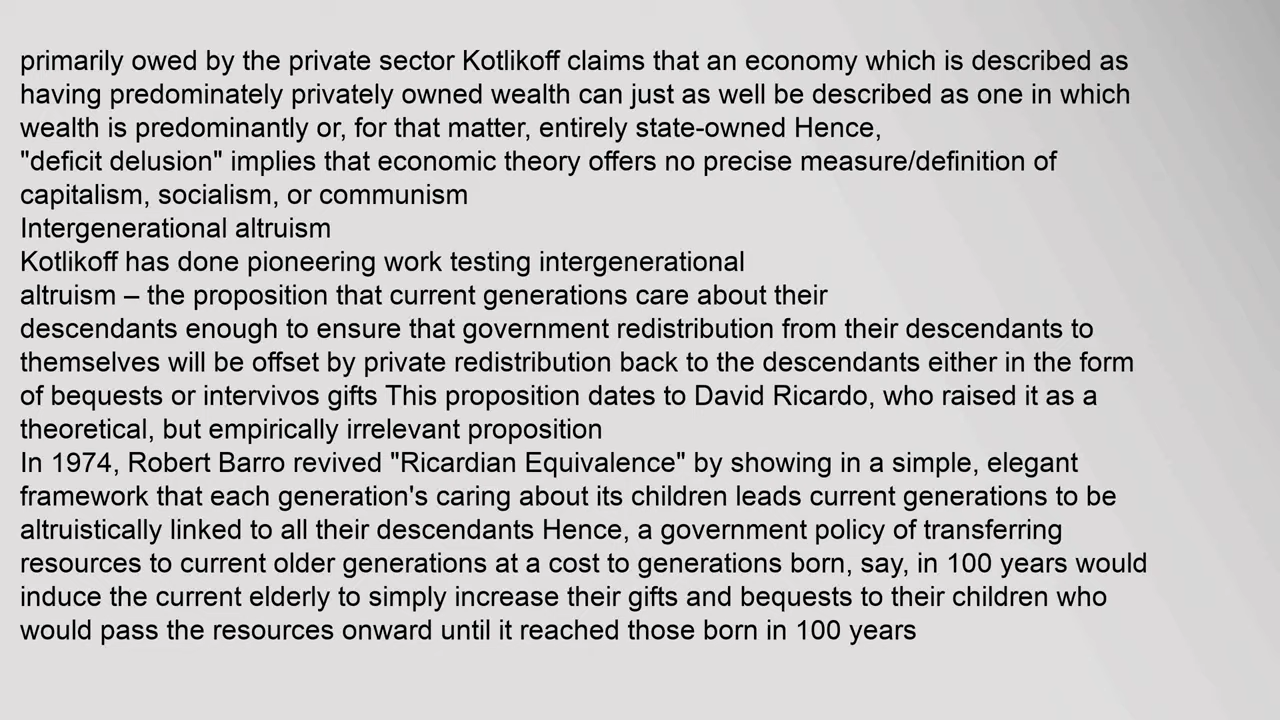 primarily owed by the private sector Kotlikoff claims that an economy which is described as
having predominately privately owned wealth can just as well be described as one in which
wealth is predominantly or, for that matter, entirely state-owned Hence,
"deficit delusion" implies that economic theory offers no precise measure/definition of
capitalism, socialism, or communism
Intergenerational altruism
Kotlikoff has done pioneering work testing intergenerational
altruism – the proposition that current generations care about their
descendants enough to ensure that government redistribution from their descendants to
themselves will be offset by private redistribution back to the descendants either in the form
of bequests or intervivos gifts This proposition dates to David Ricardo, who raised it as a
theoretical, but empirically irrelevant proposition
In 1974, Robert Barro revived "Ricardian Equivalence" by showing in a simple, elegant
framework that each generation's caring about its children leads current generations to be
altruistically linked to all their descendants Hence, a government policy of transferring
resources to current older generations at a cost to generations born, say, in 100 years would
induce the current elderly to simply increase their gifts and bequests to their children who
would pass the resources onward until it reached those born in 100 years